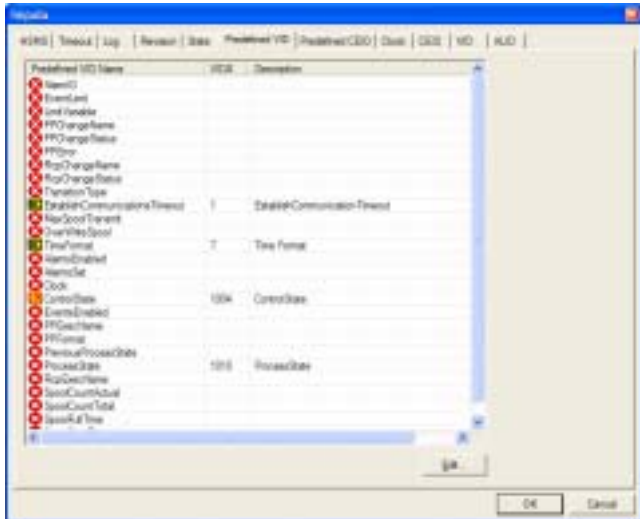 HSMS Timeout Log Revision State Predefined VID Predefined CEID Clock CEID VID ALID
Predefined VID Name VID# Description
AlarmID
EventLimit
LimitVariable
PPChangeName
PPChangeStatus
PPError
RcpChangeName
RcpChangeStatus
TransitionType
EstablishCommunicationsTimeout 1 EstablishCommunicationTimeout
MaxSpoolTransmit
OverWriteSpool
TimeFormat 7 Time Format
AlarmsEnabled
AlarmsSet
Clock
ControlState 1004 ControlState
EventsEnabled
PPExecName
PPFormat
PreviousProcessState
ProcessState 1010 ProcessState
RcpExecName
SpoolCountActual
SpoolCountTotal
SpoolFullTime
Edit...
OK Cancel